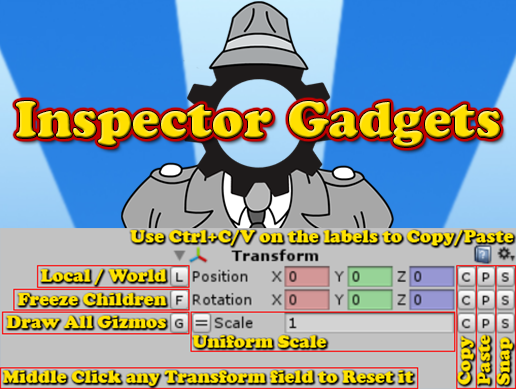 Inspector Gadgets
Use Ctrl+C/V on the labels to Copy/Paste
Transform
Local / World L Position X 0 Y 0 Z 0 C P S
Freeze Children F Rotation X 0 Y 0 Z 0 C P S
Draw All Gizmos G = Scale 1 C P S
Uniform Scale
Copy
Paste
Snap
Middle Click any Transform field to Reset it